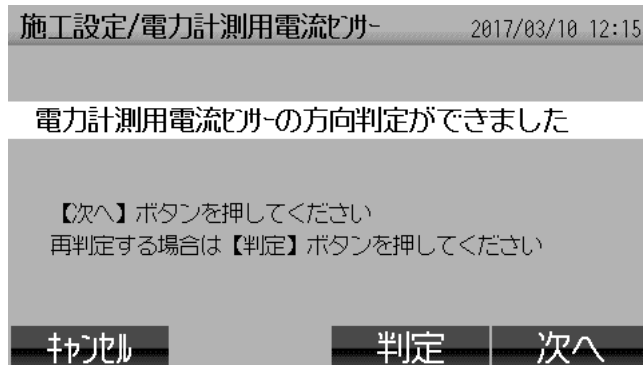 施工設定/電力計測用電流ｾﾝｻｰ 2017/03/10 12:15
電力計測用電流ｾﾝｻｰの方向判定ができました
【次へ】ボタンを押してください
再判定する場合は【判定】ボタンを押してください
ｷｬﾝｾﾙ 判定 次へ